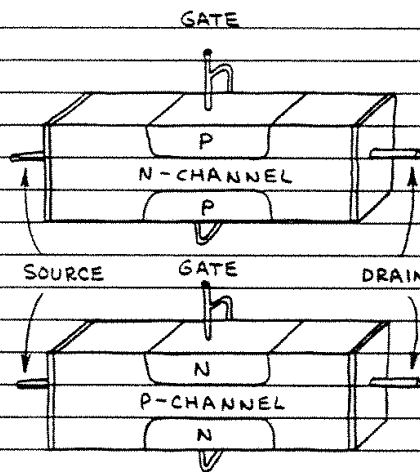 GATE
P
N-CHANNEL
P
SOURCE GATE DRAIN
N
P-CHANNEL
N